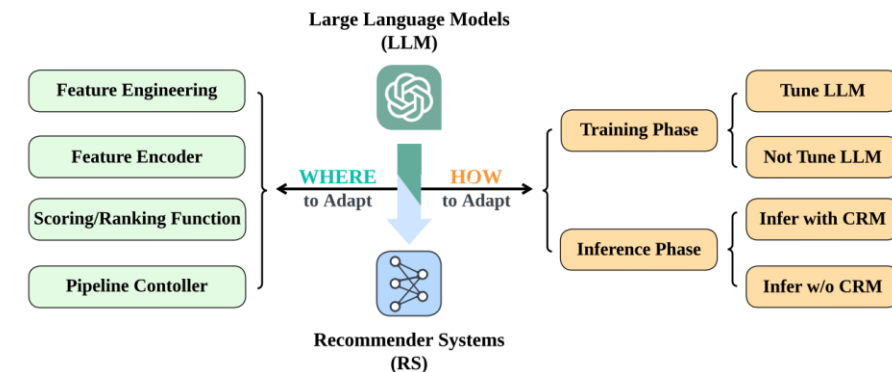 Large Language Models
(LLM)
Feature Engineering
Feature Encoder
Scoring/Ranking Function
Pipeline Contoller
WHERE
to Adapt
HOW
to Adapt
Training Phase
Inference Phase
Tune LLM
Not Tune LLM
Infer with CRM
Infer w/o CRM
Recommender Systems
(RS)